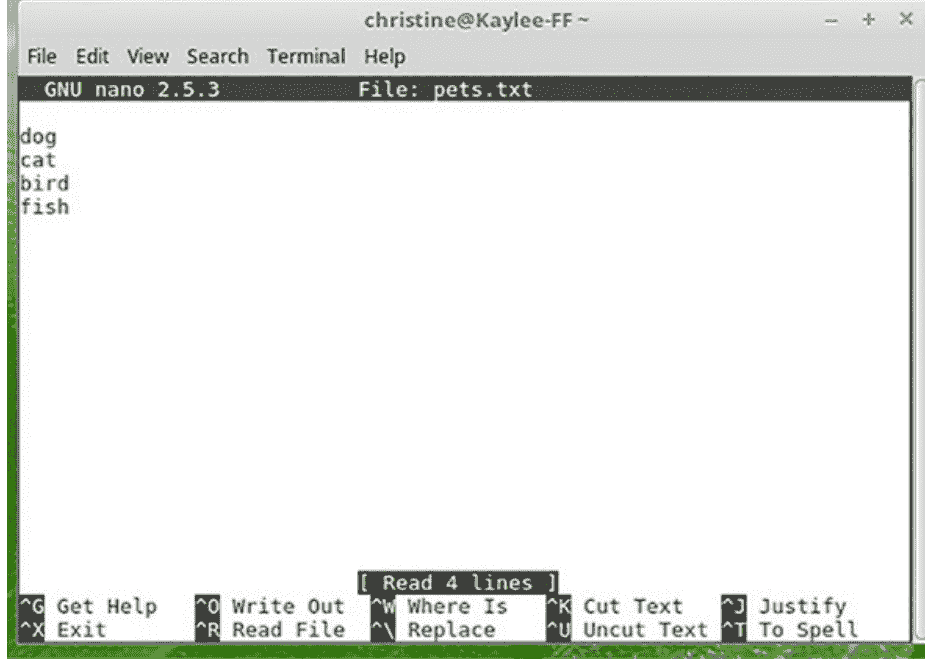 christine@Kaylee-FF ~
File Edit View Search Terminal Help
GNU nano 2.5.3 File: pets.txt
dog
cat
bird
fish
[ Read 4 lines ]
^G Get Help ^O Write Out ^W Where Is ^K Cut Text ^J Justify
^X Exit ^R Read File ^\ Replace ^U Uncut Text ^T To Spell